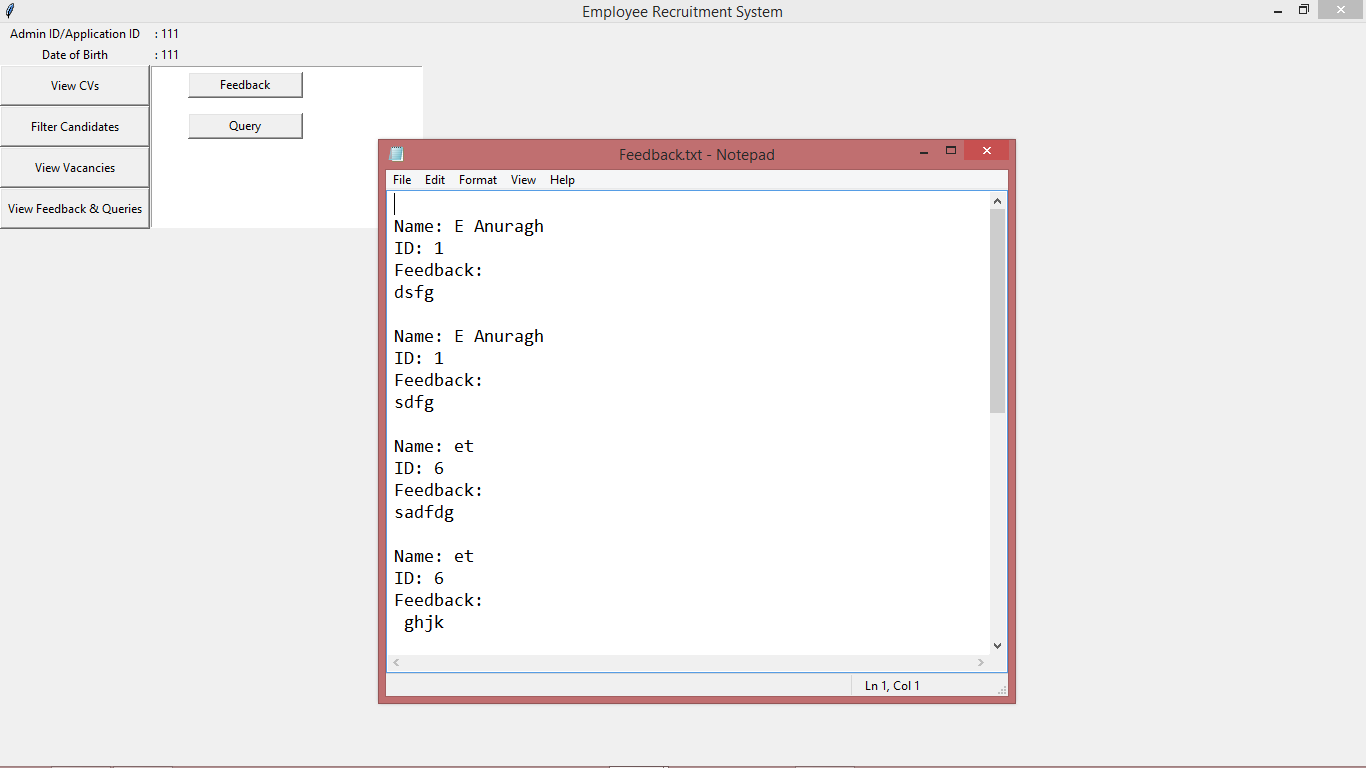 Employee Recruitment System
Admin ID/Application ID : 111
Date of Birth : 111
View CVs
Filter Candidates
View Vacancies
View Feedback & Queries
Feedback
Query
Feedback.txt - Notepad
File Edit Format View Help
Name: E Anuragh
ID: 1
Feedback:
dsfg
Name: E Anuragh
ID: 1
Feedback:
sdfg
Name: et
ID: 6
Feedback:
sadfdg
Name: et
ID: 6
Feedback:
ghjk
Ln 1, Col 1